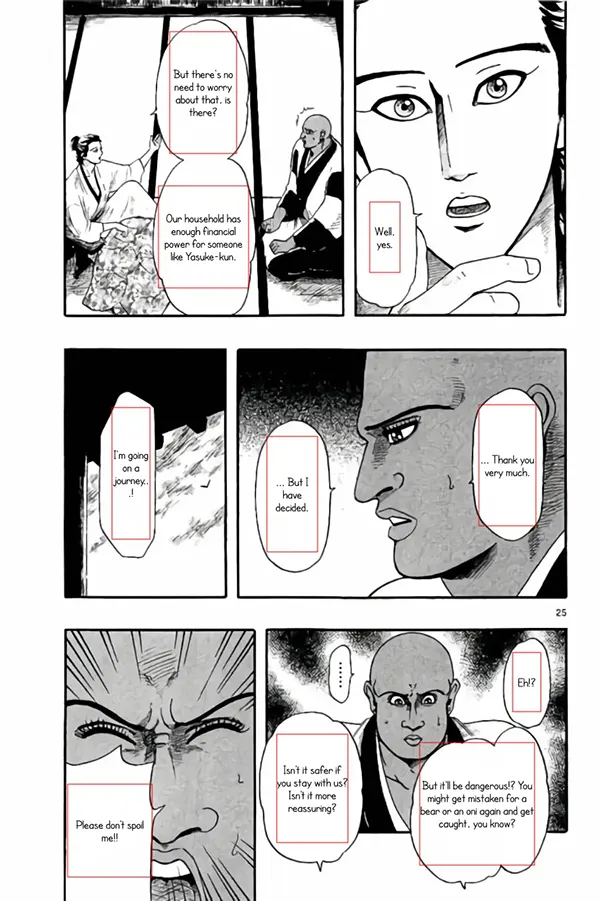 Well,
yes.
But there's no
need to worry
about that, is
there?
Our household has
enough financial
power for someone
like Yasuke-kun.
... Thank you
very much.
... But I
have
decided.
I'm going
on a
journey..
.!
25
Eh!?
But it'll be dangerous!? You
might get mistaken for a
bear or an oni again and get
caught, you know?
Isn't it safer if
you stay with us?
Isn't it more
reassuring?
.....
Please don't spoil
me!!